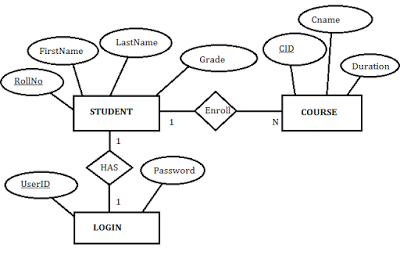 Cname
FirstName
LastName
CID
Grade
Duration
RollNo
STUDENT
1
Enroll
N
COURSE
1
HAS
Password
UserID
1
LOGIN